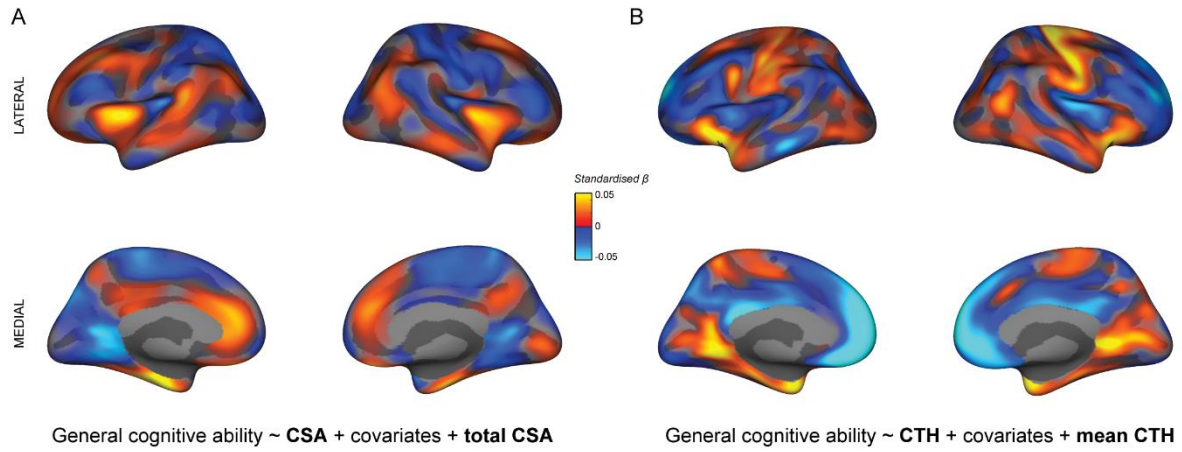 A
B
LATERAL
Standardised β
0.05
0
-0.05
MEDIAL
General cognitive ability ~ CSA + covariates + total CSA
General cognitive ability ~ CTH + covariates + mean CTH